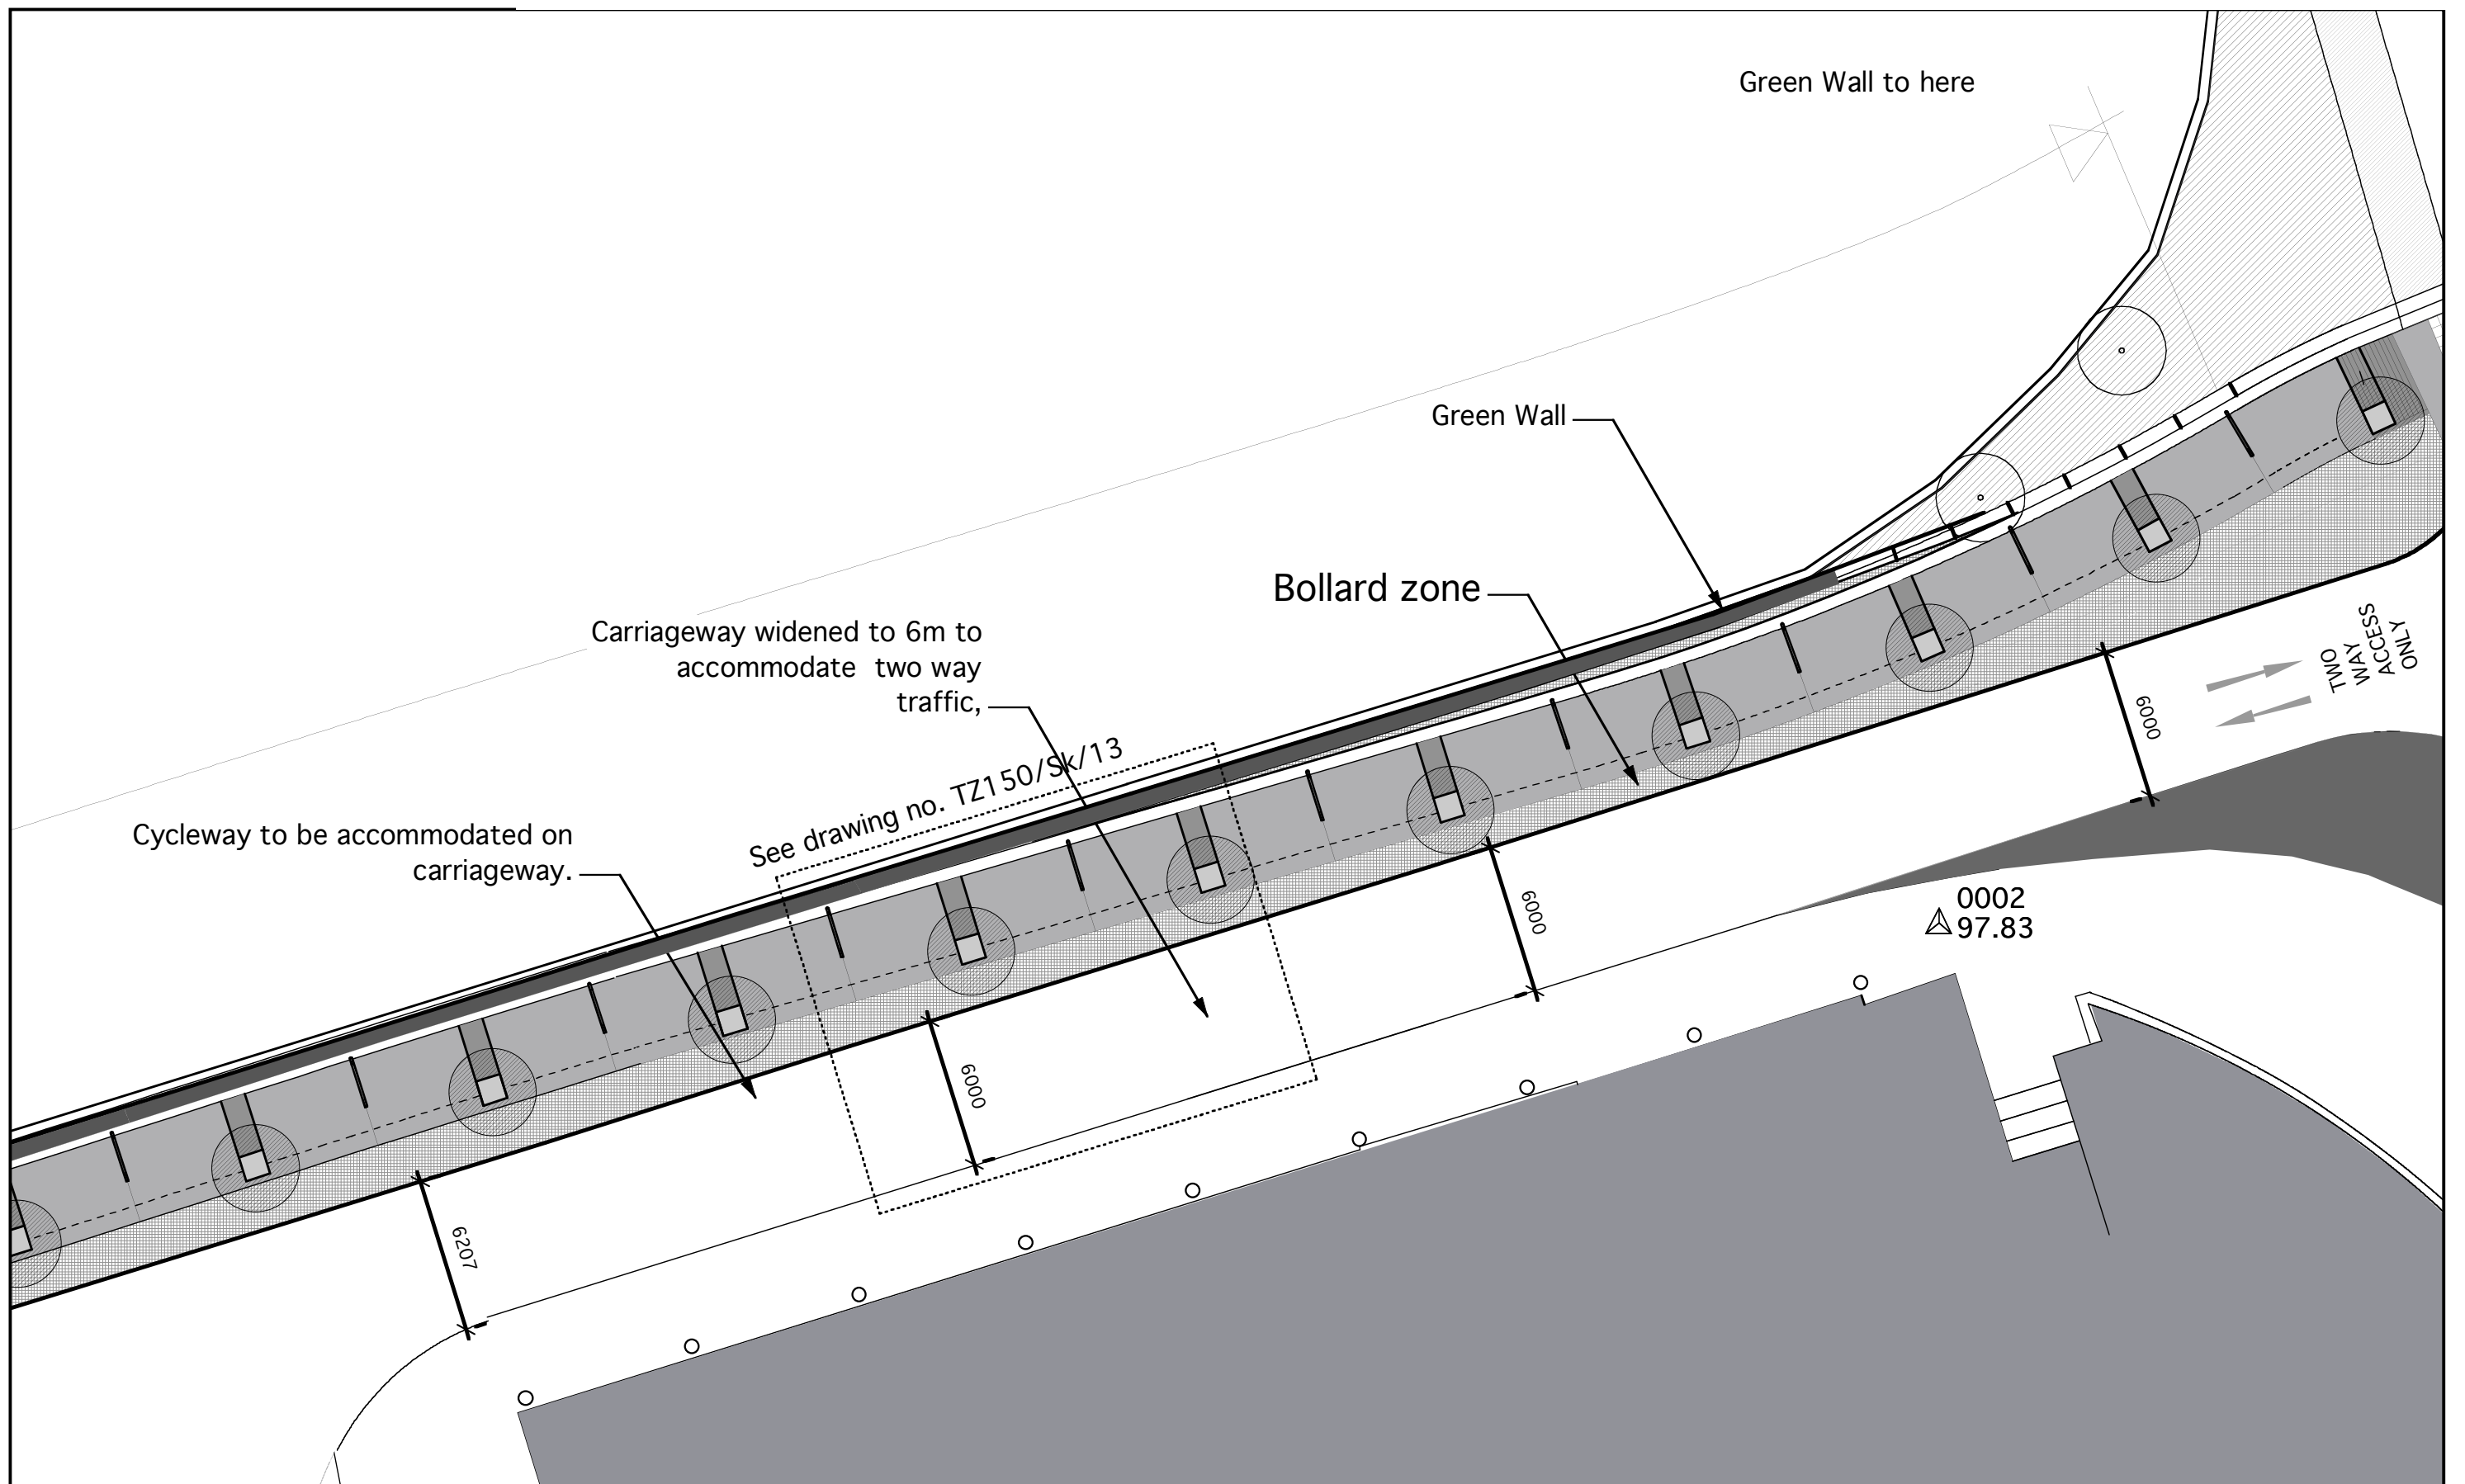 Green Wall to here
Green Wall
Bollard zone
Carriageway widened to 6m to
accommodate  two way
traffic,
See drawing no. TZ150/Sk/13
Cycleway to be accommodated on
carriageway.
TWO
WAY
ACCESS
ONLY
6000
6000
6000
6207
0002
97.83